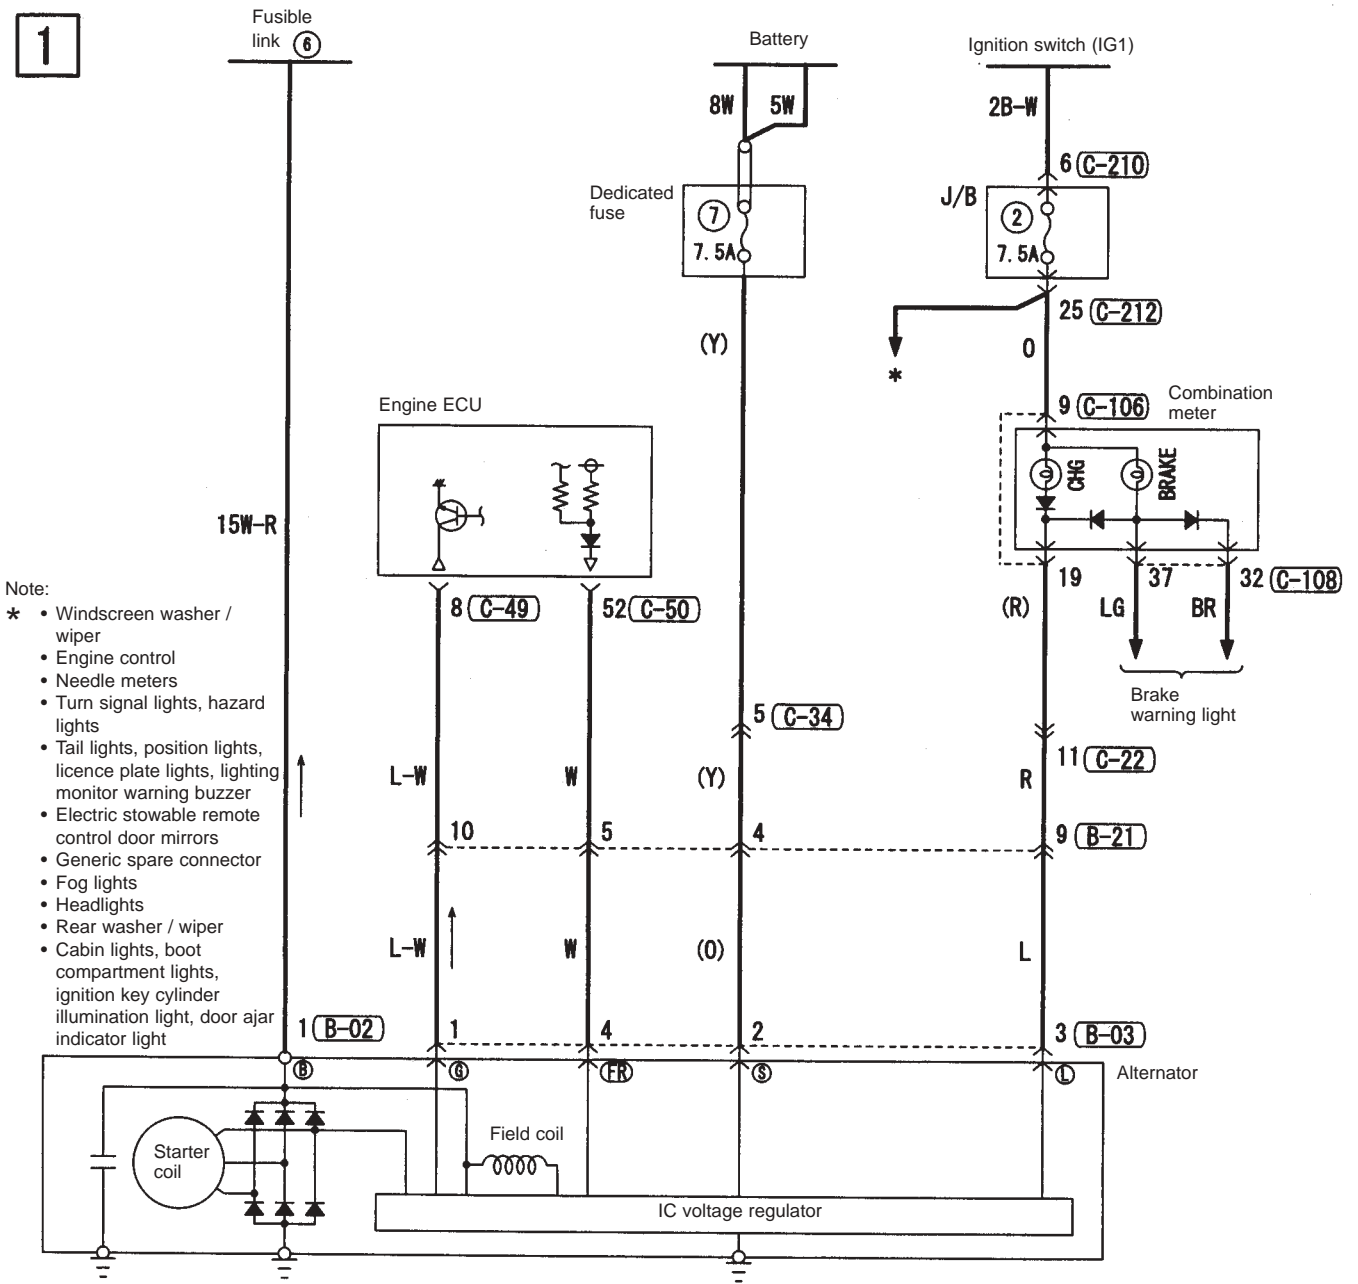 1
Fusible
link ⑥
Battery
Ignition switch (IG1)
8W
5W
2B-W
6 C-210
Dedicated
fuse
7
7.5A
J/B
2
7.5A
25 C-212
(Y)
O
*
Engine ECU
9 C-106
Combination
meter
CHG
BRAKE
15W-R
8 C-49
52 C-50
19
37
32 C-108
(R)
LG
BR
Brake
warning light
Note:
* • Windscreen washer /
wiper
• Engine control
• Needle meters
• Turn signal lights, hazard
lights
• Tail lights, position lights,
licence plate lights, lighting
monitor warning buzzer
• Electric stowable remote
control door mirrors
• Generic spare connector
• Fog lights
• Headlights
• Rear washer / wiper
• Cabin lights, boot
compartment lights,
ignition key cylinder
illumination light, door ajar
indicator light
5 C-34
11 C-22
L-W
W
(Y)
R
10
5
4
9 B-21
L-W
W
(O)
L
1 B-02
1
4
2
3 B-03
B
G
FR
S
L
Alternator
Starter
coil
Field coil
IC voltage regulator